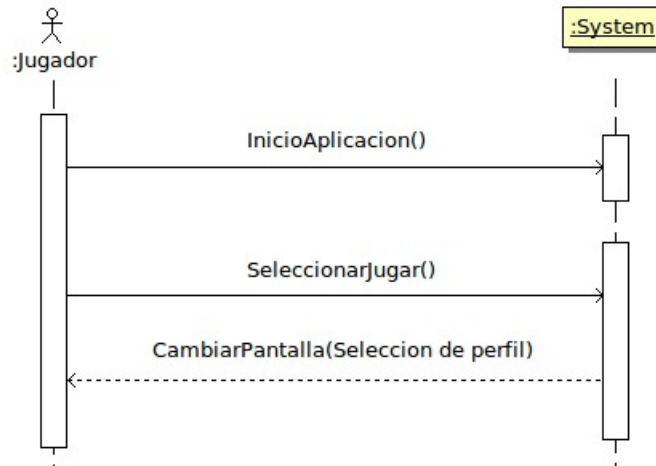 :Jugador
:System
InicioAplicacion()
SeleccionarJugar()
CambiarPantalla(Seleccion de perfil)